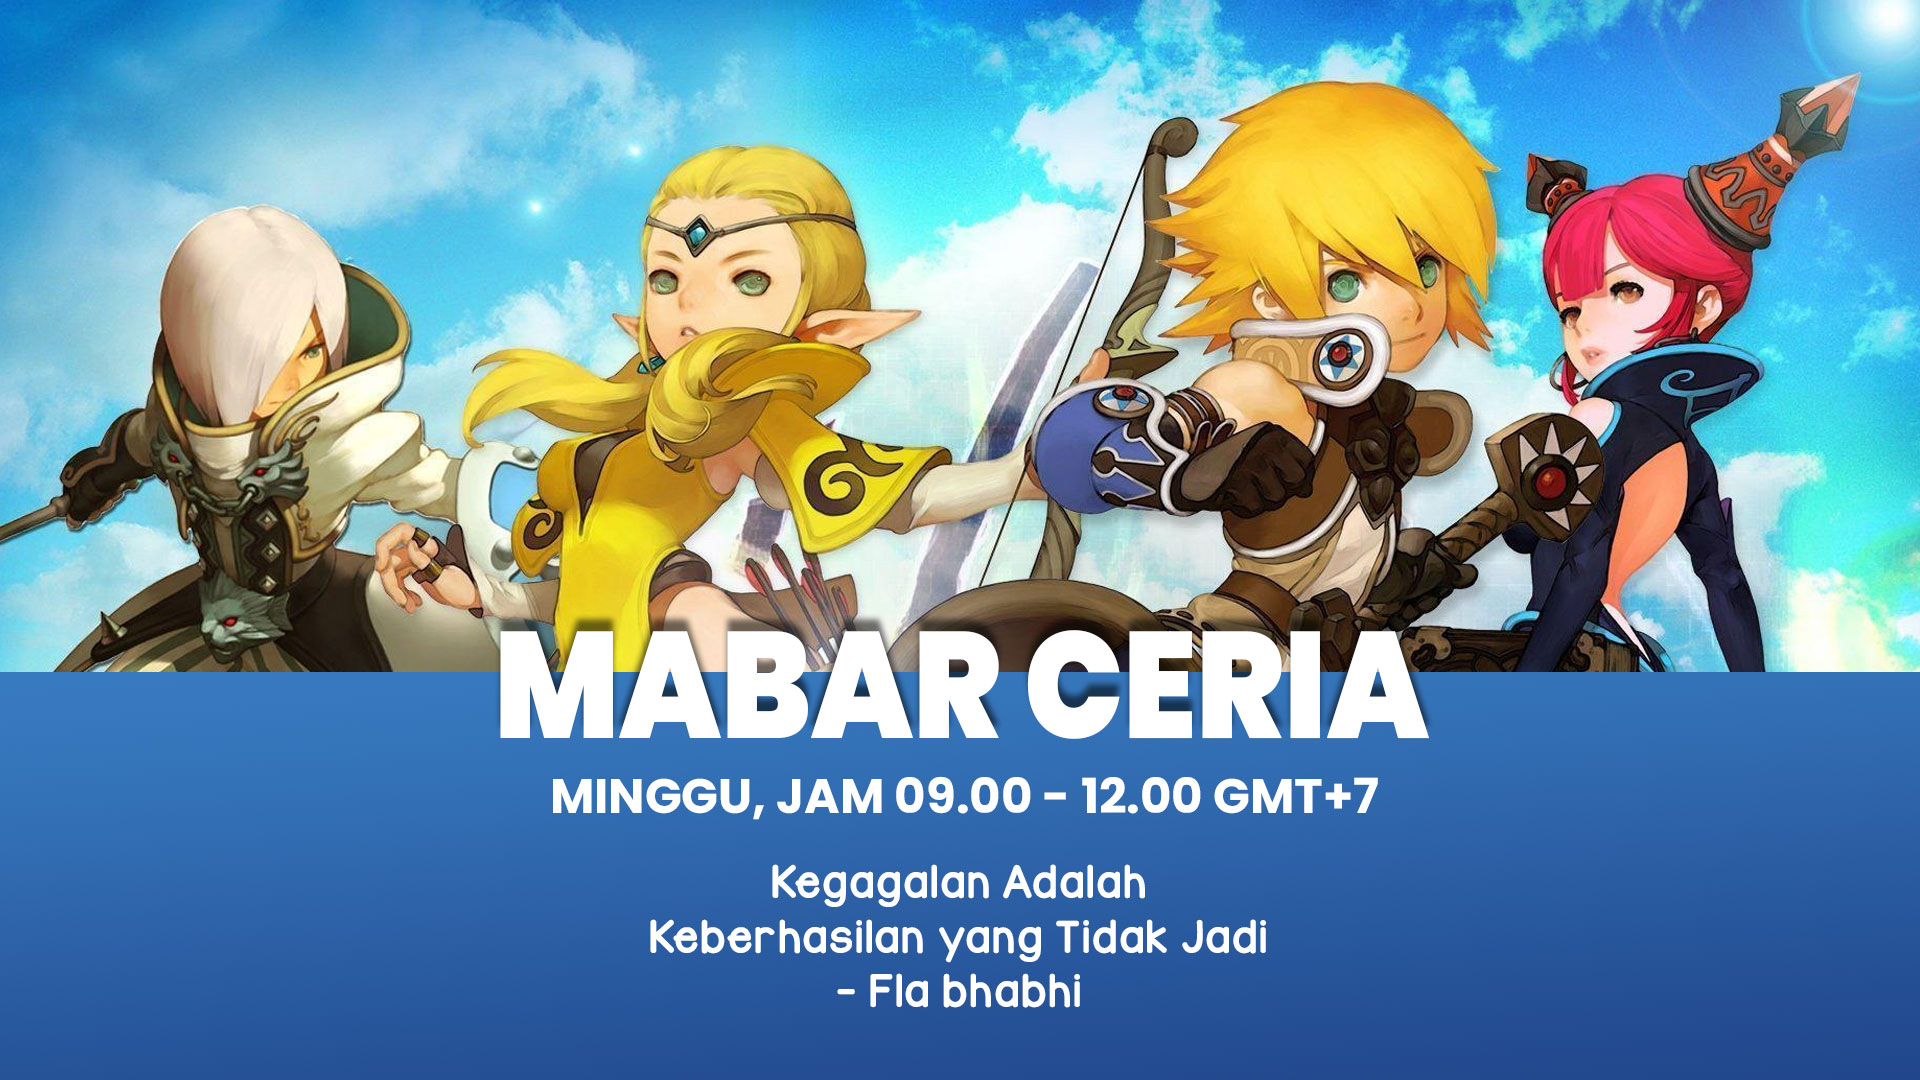 MABAR CERIA
MINGGU, JAM 09.00 - 12.00 GMT+7
Kegagalan Adalah
Keberhasilan yang Tidak Jadi
- Fla bhabhi